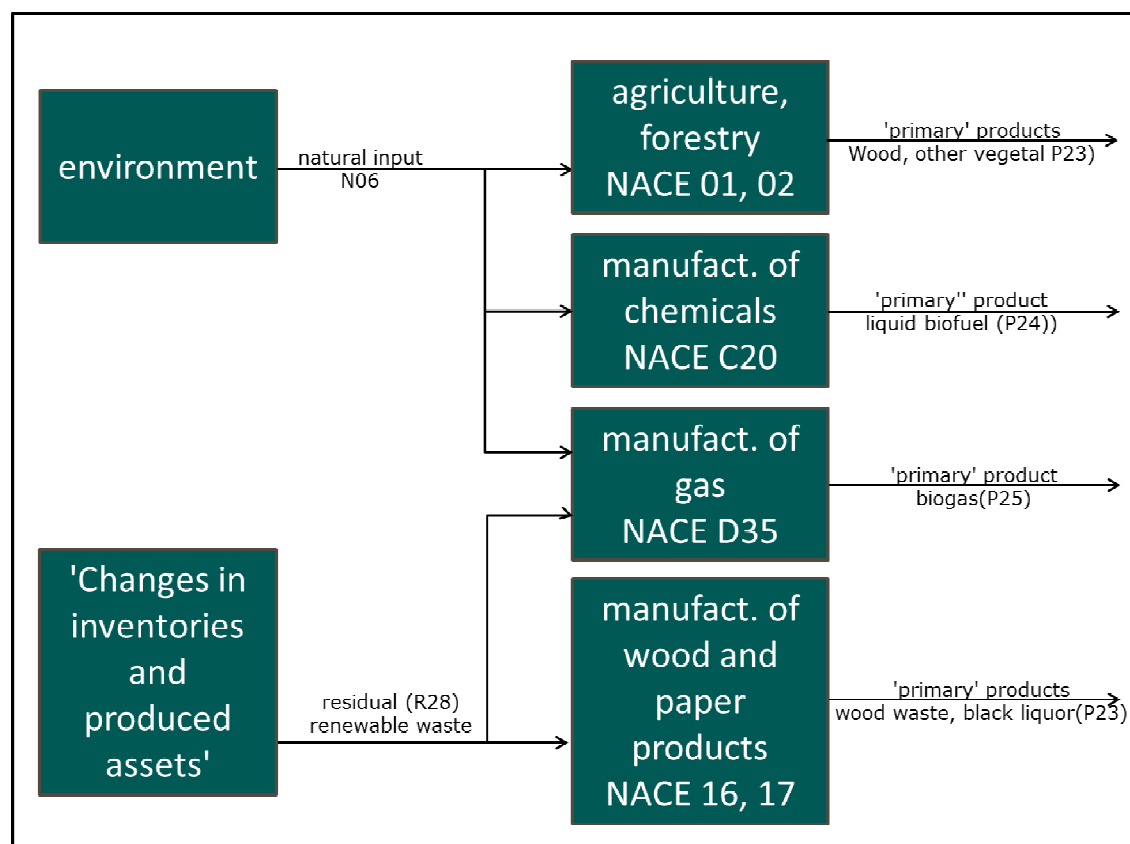 environment
natural input
N06
agriculture,
forestry
NACE 01, 02
'primary' products
Wood, other vegetal P23)
manufact. of
chemicals
NACE C20
'primary'' product
liquid biofuel (P24))
manufact. of
gas
NACE D35
'primary' product
biogas(P25)
'Changes in
inventories
and
produced
assets'
residual (R28)
renewable waste
manufact. of
wood and
paper
products
NACE 16, 17
'primary' products
wood waste, black liquor(P23)